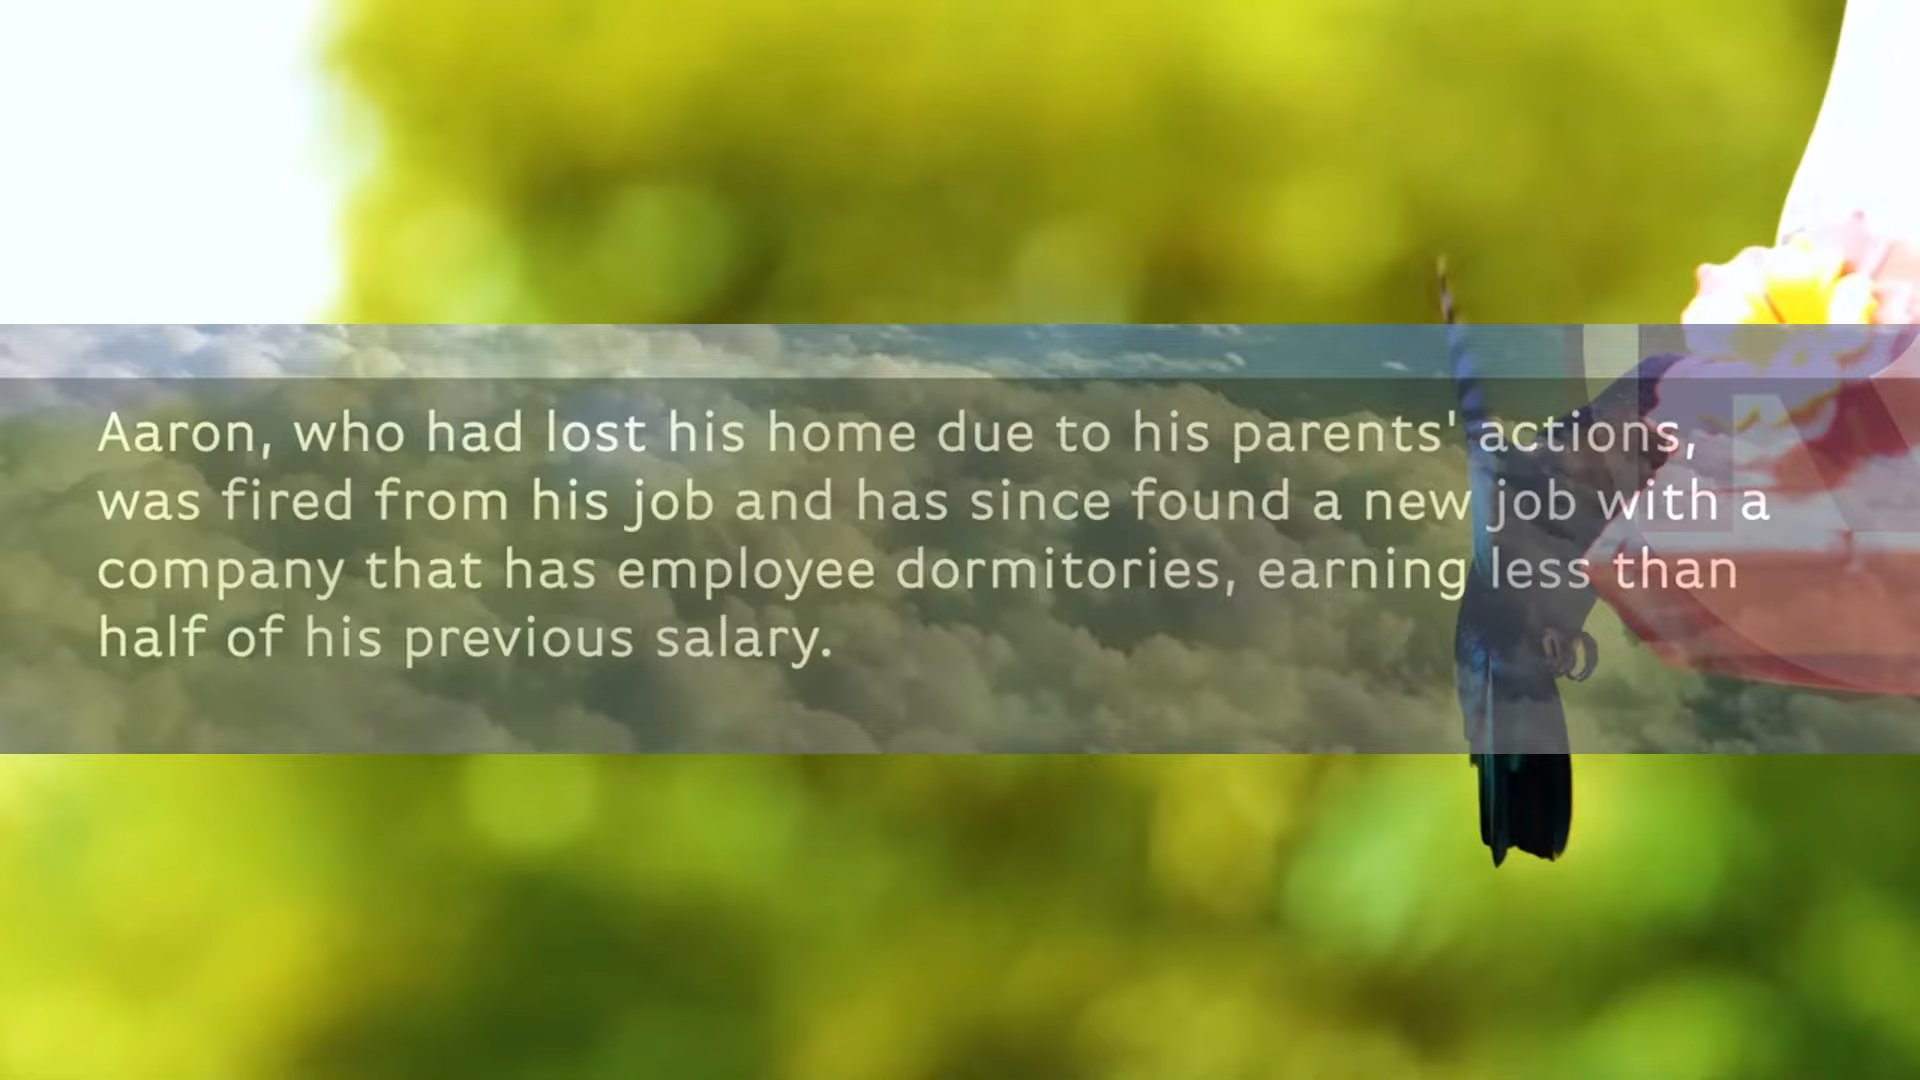 Aaron, who had lost his home due to his parents' actions,
was fired from his job and has since found a new job with a
company that has employee dormitories, earning less than
half of his previous salary.